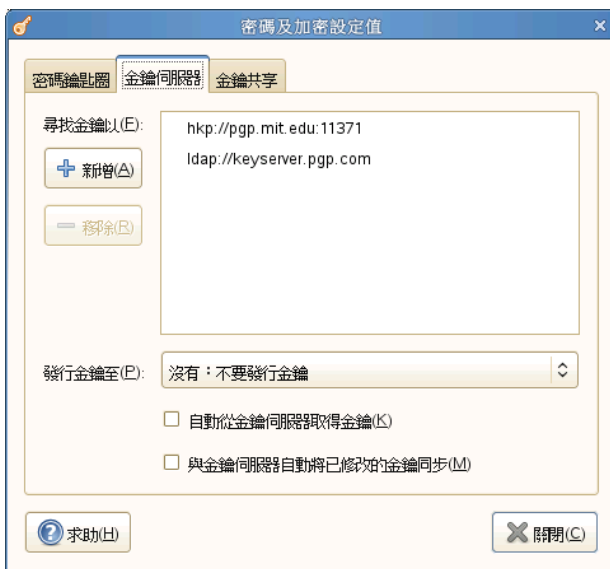 密碼及加密設定值
密碼鑰匙圈 金鑰伺服器 金鑰共享
尋找金鑰以(F):
hkp://pgp.mit.edu:11371
ldap://keyserver.pgp.com
新增(A)
移除(R)
發行金鑰至(P): 沒有：不要發行金鑰
自動從金鑰伺服器取得金鑰(K)
與金鑰伺服器自動將已修改的金鑰同步(M)
求助(H) 關閉(C)